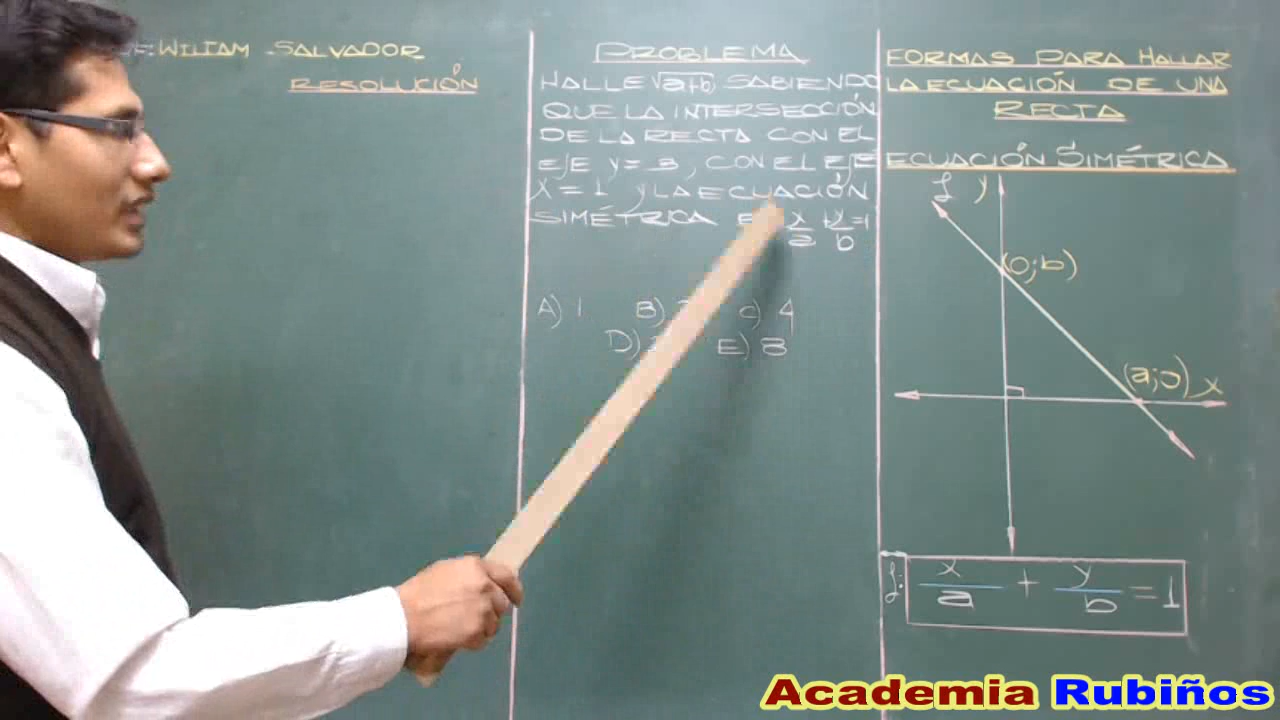 WILIAM SALVADOR
RESOLUCIÓN
PROBLEMA
HALLE √a+b, SABIENDO
QUE LA INTERSECCIÓN
DE LA RECTA CON EL
EJE Y = 3, CON EL EJE
X = 1 Y LA ECUACIÓN
SIMÉTRICA
x/a + y/b = 1
A) 1 B) C) 4
D) E) 8
FORMAS PARA HALLAR
LA ECUACIÓN DE UNA
RECTA
ECUACIÓN SIMÉTRICA
L y
(0;b)
(a;0) x
L: x/a + y/b = 1
Academia Rubiños